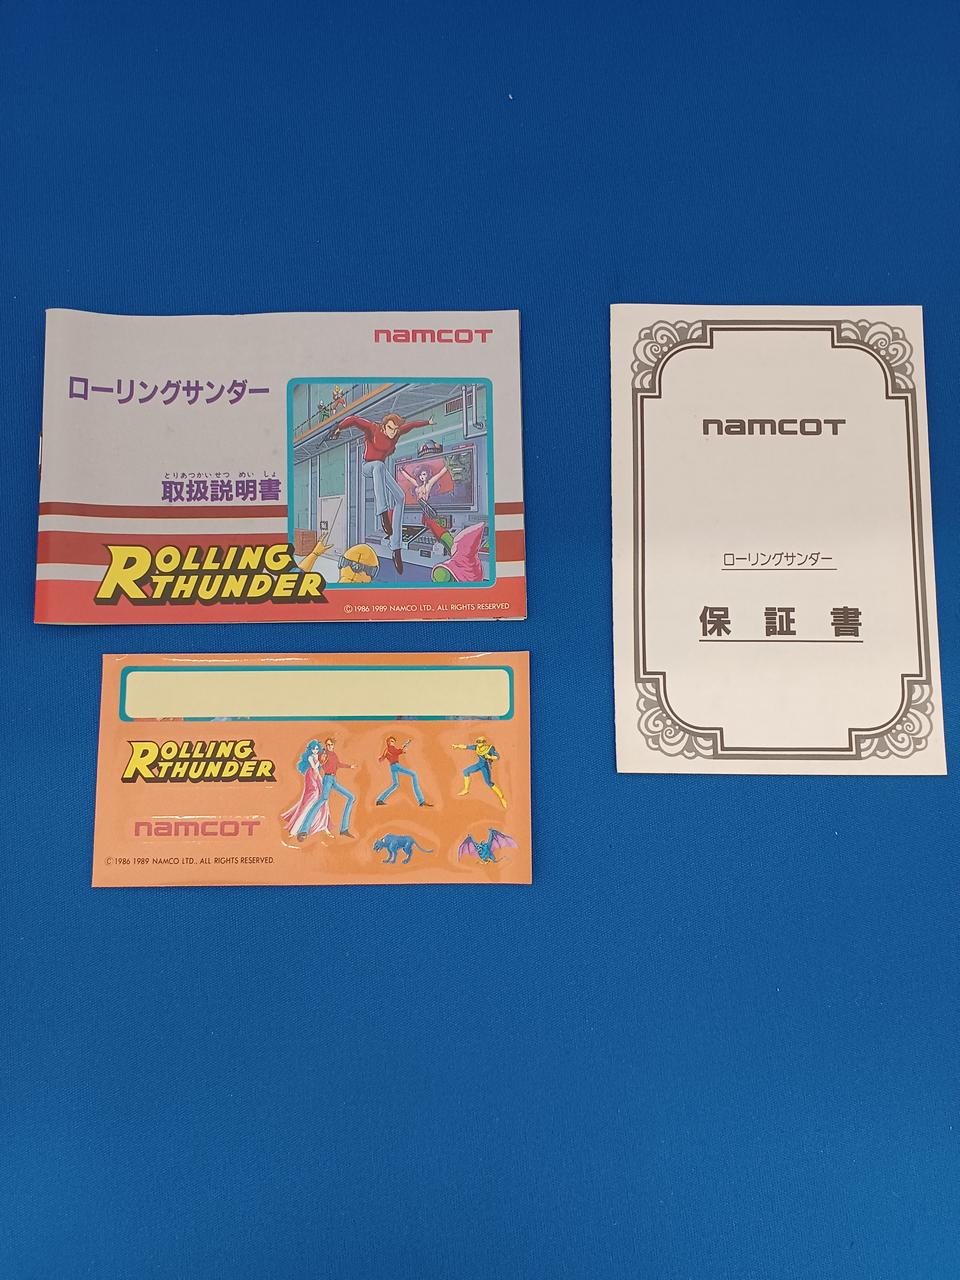 namcoT
ローリングサンダー
とりあつかいせつ めい しょ
取扱説明書
ROLLING
THUNDER
©1986 1989 NAMCO LTD., ALL RIGHTS RESERVED
ROLLING
THUNDER
namcoT
©1986 1989 NAMCO LTD., ALL RIGHTS RESERVED.
namcoT
ローリングサンダー
保証書